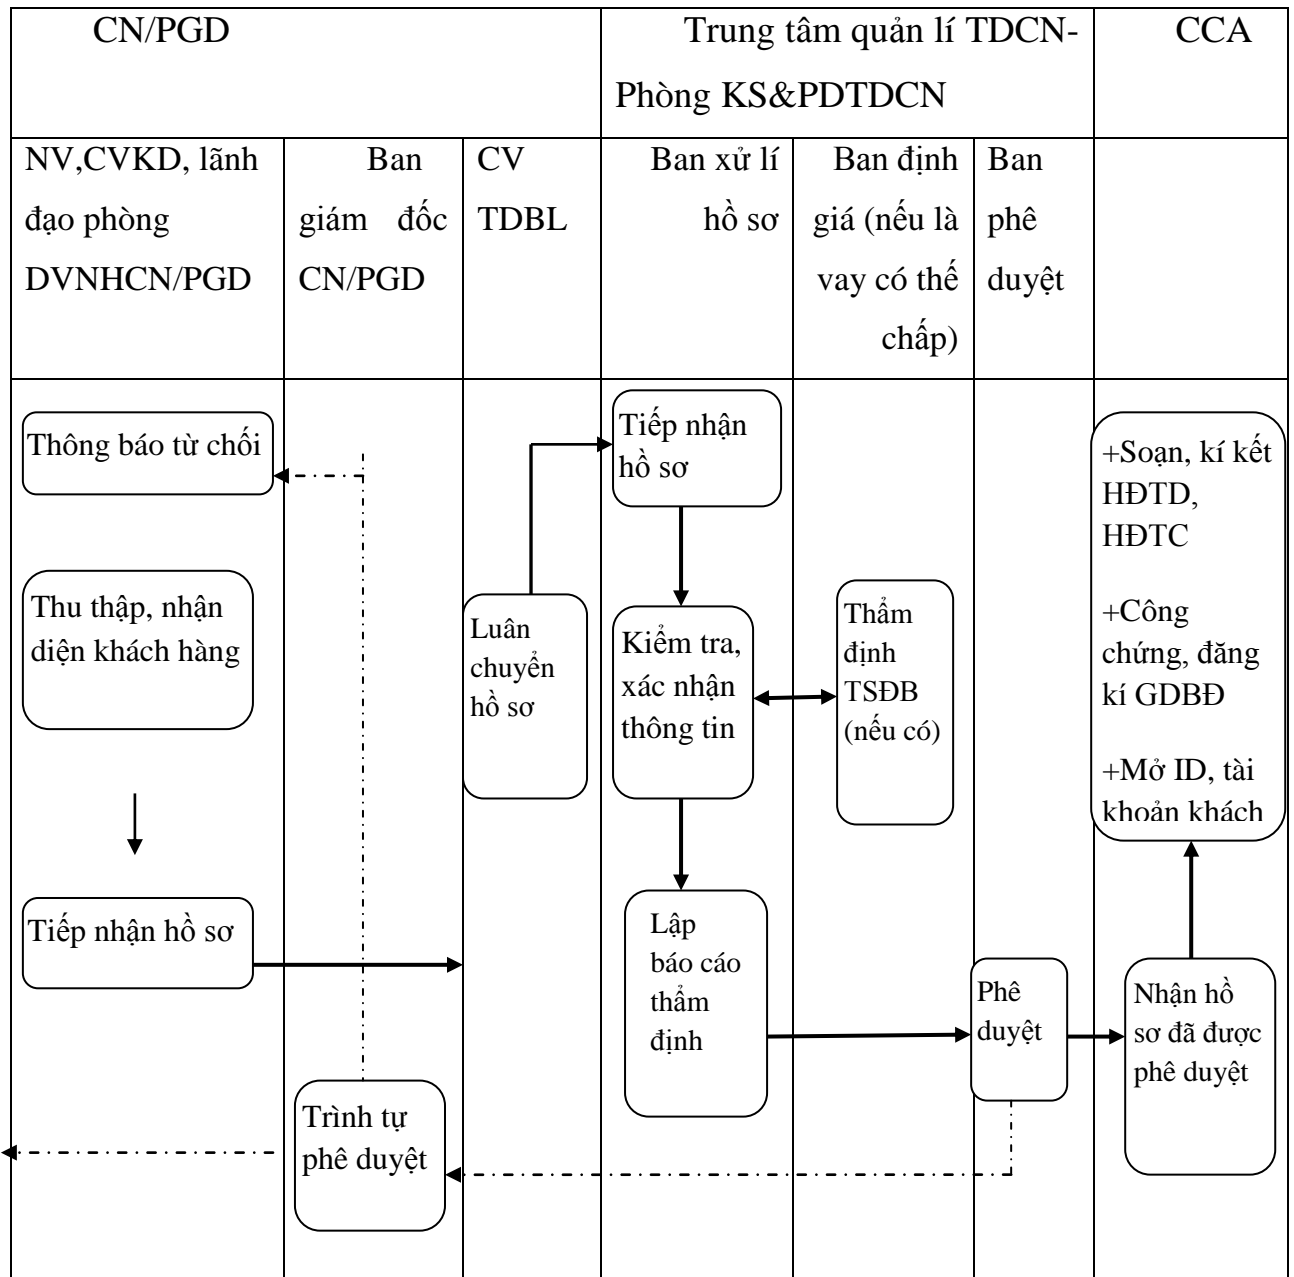 CN/PGD
Trung tâm quản lí TDCN-
Phòng KS&PDTDCN
CCA
NV,CVKD, lãnh
đạo phòng
DVNHCN/PGD
Ban
giám đốc
CN/PGD
CV
TDBL
Ban xử lí
hồ sơ
Ban định
giá (nếu là
vay có thế
chấp)
Ban
phê
duyệt
Thông báo từ chối
Thu thập, nhận
diện khách hàng
Tiếp nhận hồ sơ
Trình tự
phê duyệt
Luân
chuyển
hồ sơ
Tiếp nhận
hồ sơ
Kiểm tra,
xác nhận
thông tin
Lập
báo cáo
thẩm
định
Thẩm
định
TSĐB
(nếu có)
Phê
duyệt
+Soạn, kí kết
HĐTD,
HĐTC
+Công
chứng, đăng
kí GDBĐ
+Mở ID, tài
khoản khách
Nhận hồ
sơ đã được
phê duyệt